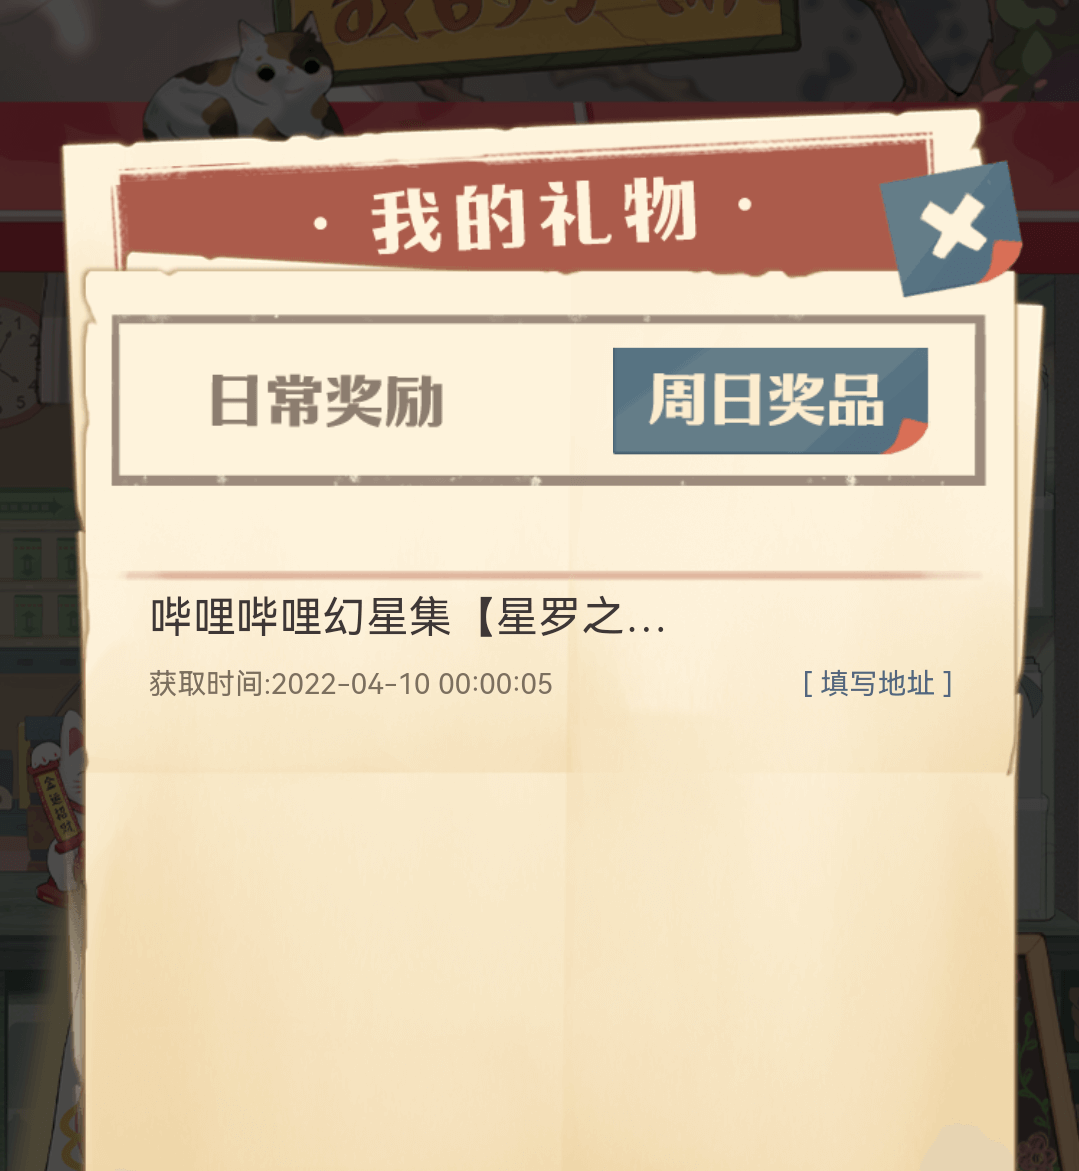 · 我的礼物 ·
日常奖励
周日奖品
哔哩哔哩幻星集【星罗之...
获取时间:2022-04-10 00:00:05
[ 填写地址 ]